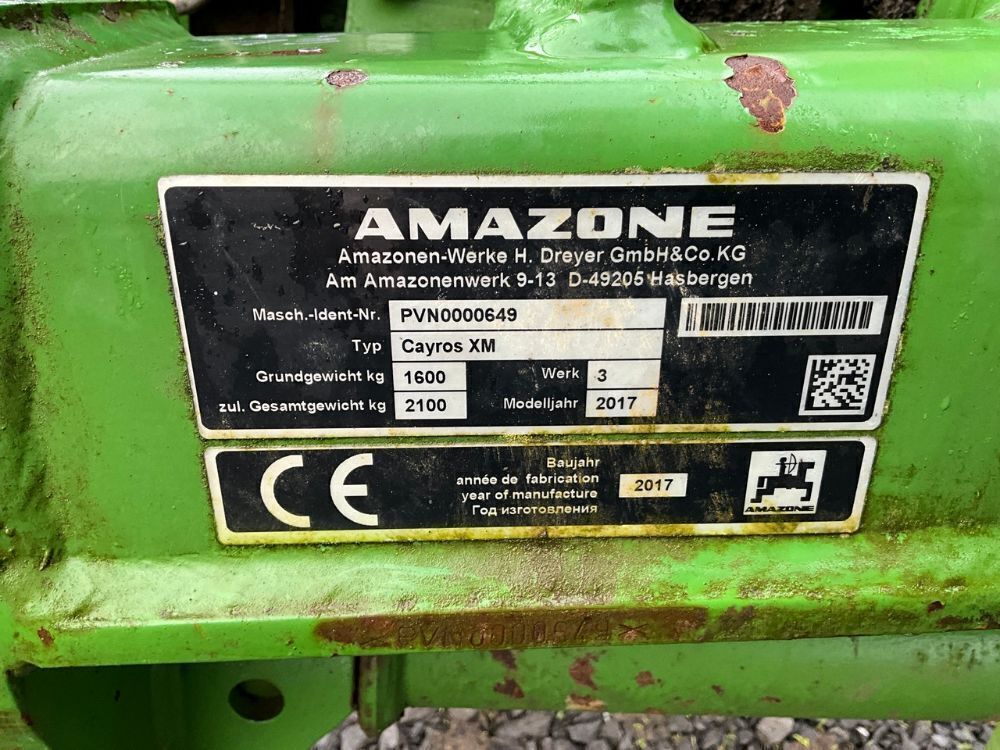 AMAZONE
Amazonen-Werke H. Dreyer GmbH&Co.KG
Am Amazonenwerk 9-13 D-49205 Hasbergen
Masch.-Ident-Nr. PVN0000649
Typ Cayros XM
Grundgewicht kg 1600 Werk 3
zul. Gesamtgewicht kg 2100 Modelljahr 2017
CE
Baujahr
année de fabrication
year of manufacture 2017
Год изготовления
AMAZONE